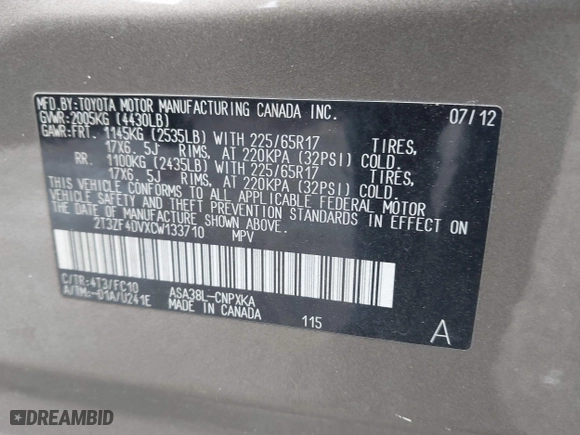 MFD.BY:TOYOTA MOTOR MANUFACTURING CANADA INC. 07/12
GVWR:2005KG (4430LB)
GAWR:FRT. 1145KG (2535LB) WITH 225/65R17 TIRES,
17X6.5J RIMS, AT 220KPA (32PSI) COLD.
RR. 1100KG (2435LB) WITH 225/65R17 TIRES,
17X6.5J RIMS, AT 220KPA (32PSI) COLD.
THIS VEHICLE CONFORMS TO ALL APPLICABLE FEDERAL MOTOR
VEHICLE SAFETY AND THEFT PREVENTION STANDARDS IN EFFECT ON
THE DATE OF MANUFACTURE SHOWN ABOVE.
2T3ZF4DVXCW133710 MPV
C/TR:4T3/FC10
A/TM:-01A/U241E
ASA38L-CNPXKA
MADE IN CANADA 115 A
DREAMBID